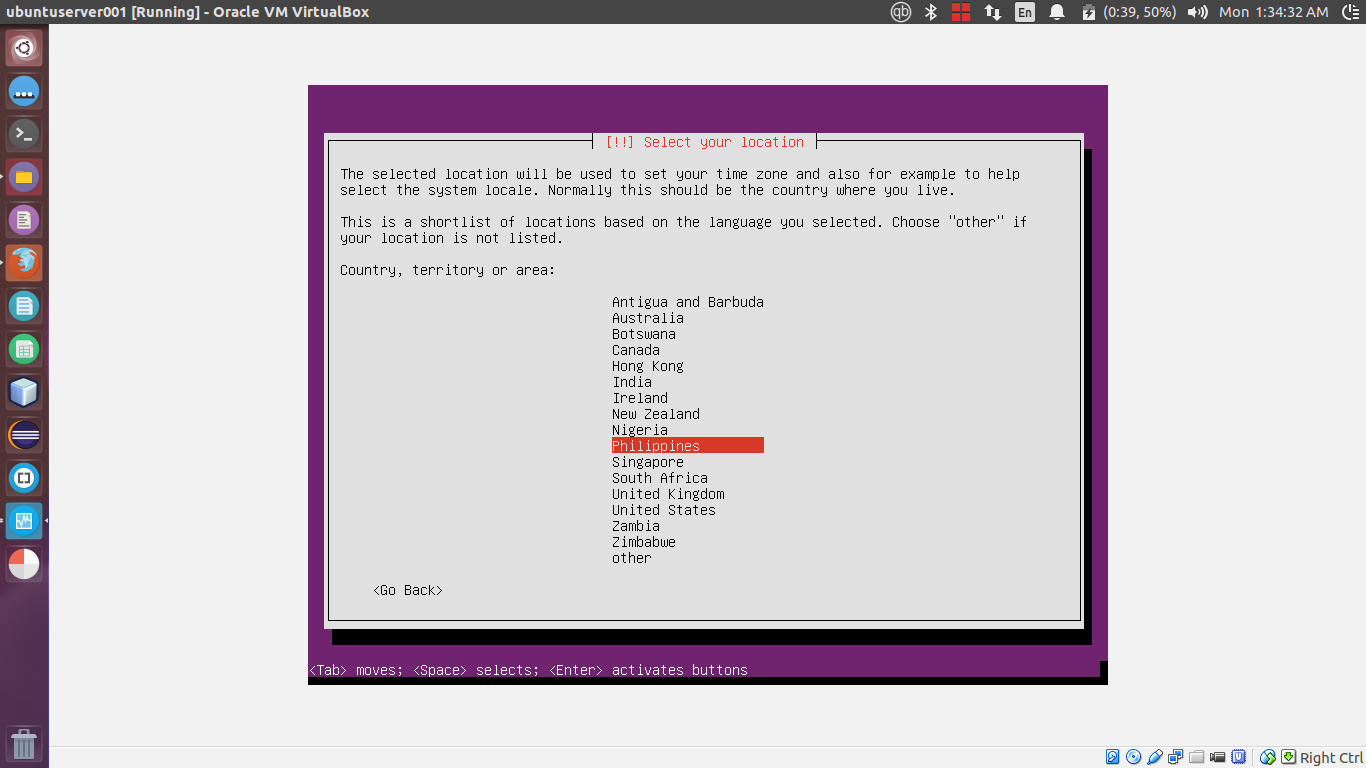 ubuntuserver001 [Running] - Oracle VM VirtualBox
qb En (0:39, 50%) Mon 1:34:32 AM
[!!] Select your location
The selected location will be used to set your time zone and also for example to help
select the system locale. Normally this should be the country where you live.
This is a shortlist of locations based on the language you selected. Choose "other" if
your location is not listed.
Country, territory or area:
Antigua and Barbuda
Australia
Botswana
Canada
Hong Kong
India
Ireland
New Zealand
Nigeria
Philippines
Singapore
South Africa
United Kingdom
United States
Zambia
Zimbabwe
other
<Go Back>
<Tab> moves; <Space> selects; <Enter> activates buttons
Right Ctrl